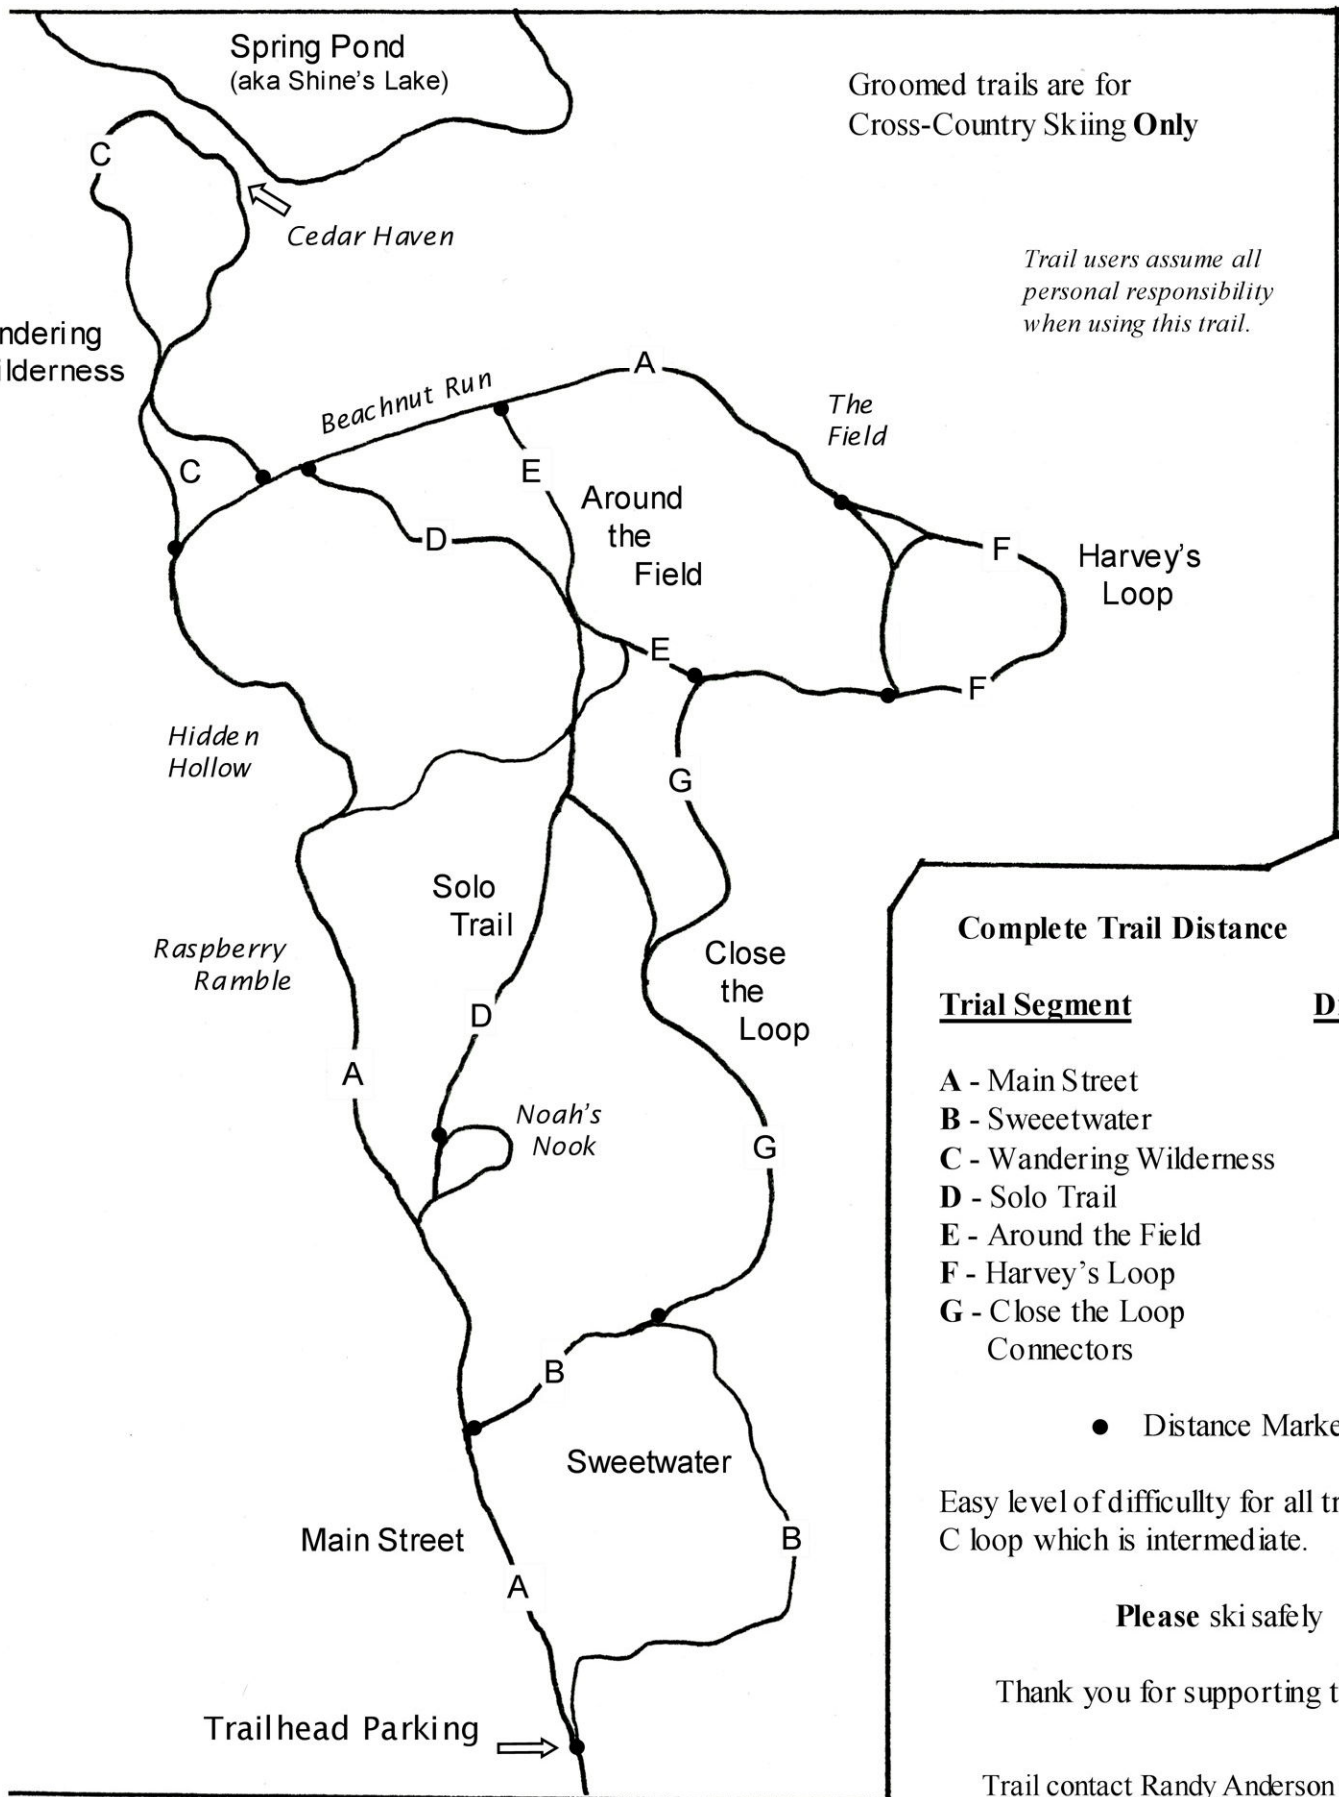 Spring Pond
(aka Shine's Lake)
Groomed trails are for
Cross-Country Skiing Only
C
Cedar Haven
Trail users assume all
personal responsibility
when using this trail.
ndering
ilderness
A
Beachnut Run
The
Field
C
E
Around
the
Field
D
F
Harvey's
Loop
E
F
Hidden
Hollow
G
Solo
Trail
Raspberry
Ramble
Close
the
Loop
D
A
Noah's
Nook
G
B
Sweetwater
Main Street
B
A
Trailhead Parking
Complete Trail Distance
Trial Segment D
A - Main Street
B - Sweeetwater
C - Wandering Wilderness
D - Solo Trail
E - Around the Field
F - Harvey's Loop
G - Close the Loop
Connectors
● Distance Marke
Easy level of difficullty for all tr
C loop which is intermediate.
Please ski safely
Thank you for supporting t
Trail contact Randy Anderson